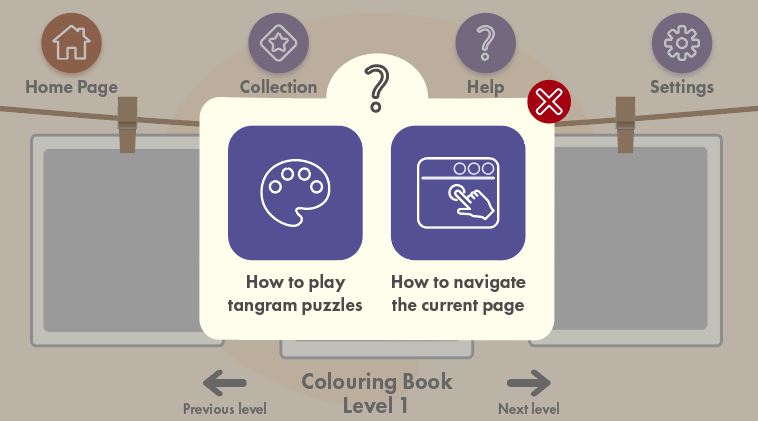 Home Page
Collection
Help
Settings
How to play
tangram puzzles
How to navigate
the current page
Previous level
Colouring Book
Level 1
Next level